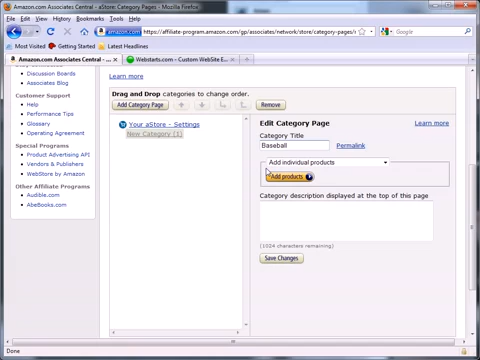 Amazon.com Associates Central - aStore: Category Pages - Mozilla Firefox
File Edit View History Bookmarks Tools Help
amazon.com https://affiliate-program.amazon.com/gp/associates/network/store/category-pages/
Google
Most Visited Getting Started Latest Headlines
Amazon.com Associates Central - a...
Webstarts.com - Custom WebSite E...
Discussion Boards
Associates Blog
Customer Support
Help
Performance Tips
Glossary
Operating Agreement
Special Programs
Product Advertising API
Vendors & Publishers
WebStore by Amazon
Other Affiliate Programs
Audible.com
AbeBooks.com
Learn more
Drag and Drop categories to change order.
Add Category Page Remove
Your aStore - Settings
New Category (1)
Edit Category Page Learn more
Category Title
Baseball Permalink
Add individual products
Add products
Category description displayed at the top of this page
(1024 characters remaining)
Save Changes
Done